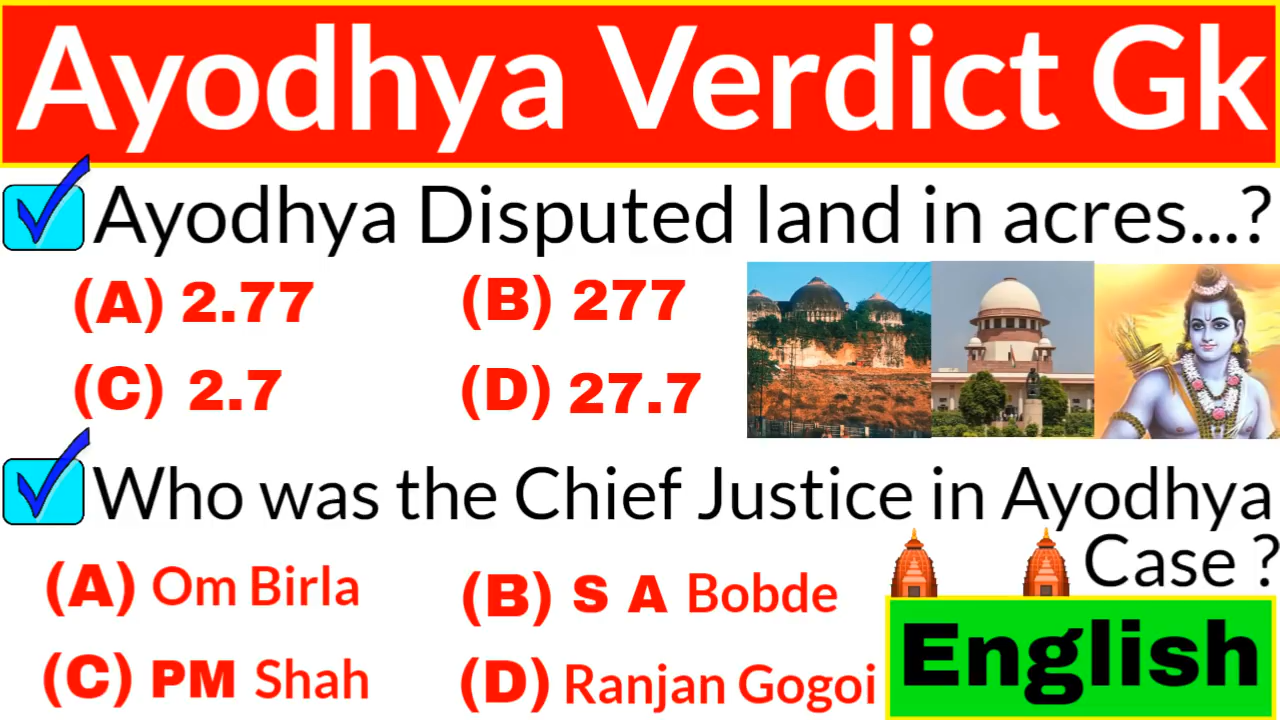 Ayodhya Verdict Gk
Ayodhya Disputed land in acres...?
(A) 2.77 (B) 277
(C) 2.7 (D) 27.7
Who was the Chief Justice in Ayodhya
Case ?
(A) Om Birla (B) S A Bobde
(C) PM Shah (D) Ranjan Gogoi
English